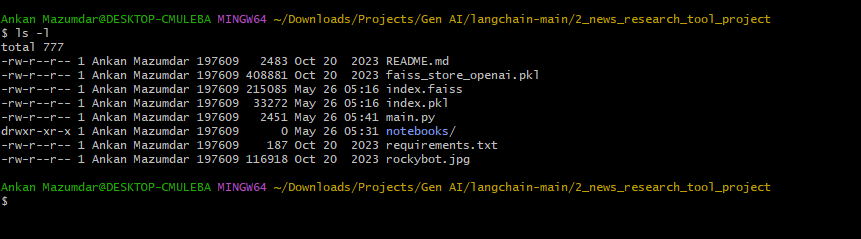 Ankan Mazumdar@DESKTOP-CMULEBA MINGW64 ~/Downloads/Projects/Gen AI/langchain-main/2_news_research_tool_project
$ ls -l
total 777
-rw-r--r-- 1 Ankan Mazumdar 197609   2483 Oct 20  2023 README.md
-rw-r--r-- 1 Ankan Mazumdar 197609 408881 Oct 20  2023 faiss_store_openai.pkl
-rw-r--r-- 1 Ankan Mazumdar 197609 215085 May 26 05:16 index.faiss
-rw-r--r-- 1 Ankan Mazumdar 197609  33272 May 26 05:16 index.pkl
-rw-r--r-- 1 Ankan Mazumdar 197609   2451 May 26 05:41 main.py
drwxr-xr-x 1 Ankan Mazumdar 197609      0 May 26 05:31 notebooks/
-rw-r--r-- 1 Ankan Mazumdar 197609    187 Oct 20  2023 requirements.txt
-rw-r--r-- 1 Ankan Mazumdar 197609 116918 Oct 20  2023 rockybot.jpg
Ankan Mazumdar@DESKTOP-CMULEBA MINGW64 ~/Downloads/Projects/Gen AI/langchain-main/2_news_research_tool_project
$